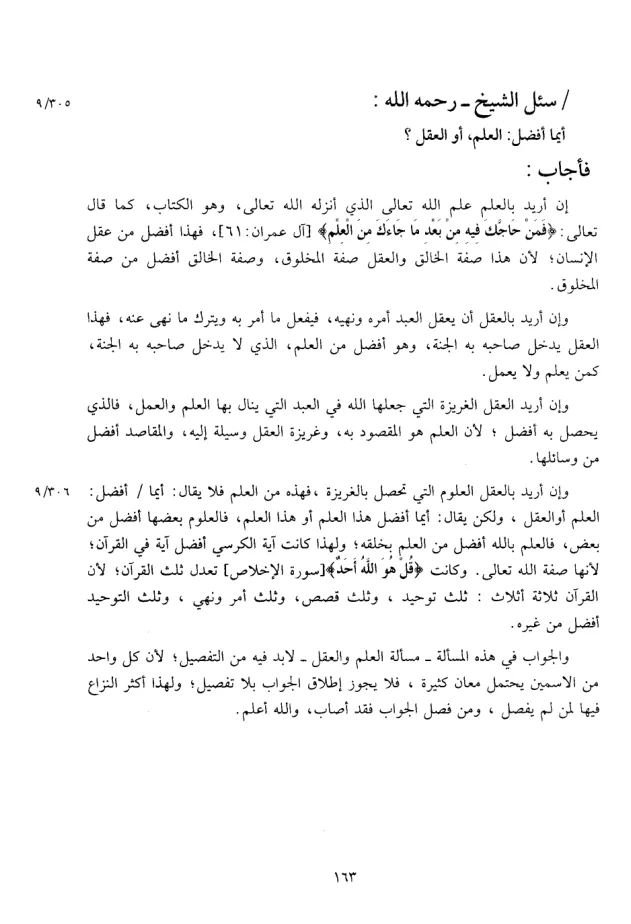 / سئل الشيخ ـ رحمه الله : ٩/٣٠٥
أيما أفضل: العلم، أو العقل ؟
فأجاب :
إن أريد بالعلم علم الله تعالى الذي أنزله الله تعالى، وهو الكتاب، كما قال
تعالى: ﴿فَمَنْ حَاجَّكَ فِيهِ مِنْ بَعْدِ مَا جَاءَكَ مِنَ الْعِلْمِ﴾ [آل عمران: ٦١]، فهذا أفضل من عقل
الإنسان؛ لأن هذا صفة الخالق والعقل صفة المخلوق، وصفة الخالق أفضل من صفة
المخلوق.
وإن أريد بالعقل أن يعقل العبد أمره ونهيه، فيفعل ما أمر به ويترك ما نهى عنه، فهذا
العقل يدخل صاحبه به الجنة، وهو أفضل من العلم، الذي لا يدخل صاحبه به الجنة،
كمن يعلم ولا يعمل.
وإن أريد العقل الغريزة التي جعلها الله في العبد التي ينال بها العلم والعمل، فالذي
يحصل به أفضل ؛ لأن العلم هو المقصود به، وغريزة العقل وسيلة إليه، والمقاصد أفضل
من وسائلها.
وإن أريد بالعقل العلوم التي تحصل بالغريزة ،فهذه من العلم فلا يقال: أيما / أفضل: ٩/٣٠٦
العلم أوالعقل ، ولكن يقال: أيما أفضل هذا العلم أو هذا العلم، فالعلوم بعضها أفضل من
بعض، فالعلم بالله أفضل من العلم بخلقه؛ ولهذا كانت آية الكرسي أفضل آية في القرآن؛
لأنها صفة الله تعالى. وكانت ﴿قُلْ هُوَ اللَّهُ أَحَدٌ﴾[سورة الإخلاص] تعدل ثلث القرآن؛ لأن
القرآن ثلاثة أثلاث : ثلث توحيد ، وثلث قصص، وثلث أمر ونهي ، وثلث التوحيد
أفضل من غيره.
والجواب في هذه المسألة ـ مسألة العلم والعقل ـ لابد فيه من التفصيل؛ لأن كل واحد
من الاسمين يحتمل معان كثيرة ، فلا يجوز إطلاق الجواب بلا تفصيل؛ ولهذا أكثر النزاع
فيها لمن لم يفصل ، ومن فصل الجواب فقد أصاب، والله أعلم.
١٦٣